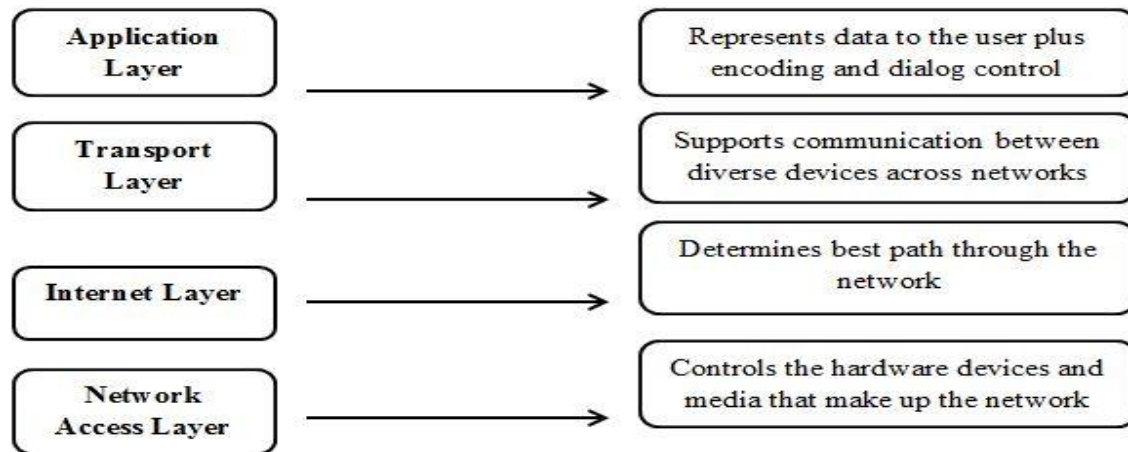 Application
Layer
Represents data to the user plus
encoding and dialog control
Transport
Layer
Supports communication between
diverse devices across networks
Internet Layer
Determines best path through the
network
Network
Access Layer
Controls the hardware devices and
media that make up the network